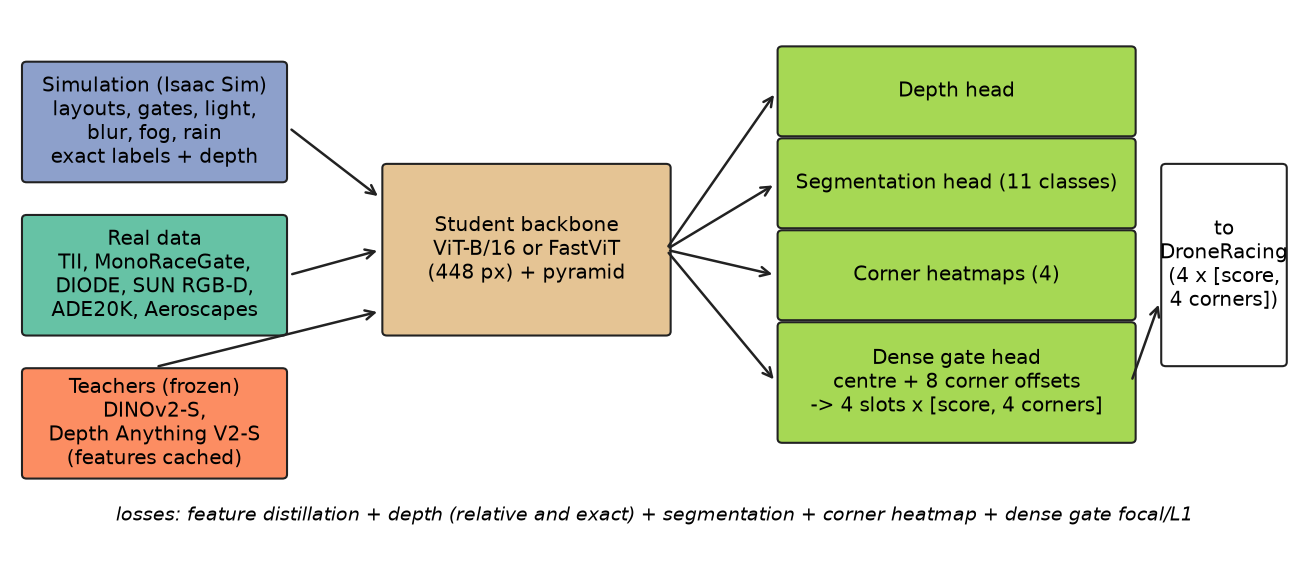 Simulation (Isaac Sim)
layouts, gates, light,
blur, fog, rain
exact labels + depth
Real data
TII, MonoRaceGate,
DIODE, SUN RGB-D,
ADE20K, Aeroscapes
Teachers (frozen)
DINOv2-S,
Depth Anything V2-S
(features cached)
Student backbone
ViT-B/16 or FastViT
(448 px) + pyramid
Depth head
Segmentation head (11 classes)
Corner heatmaps (4)
Dense gate head
centre + 8 corner offsets
-> 4 slots x [score, 4 corners]
to
DroneRacing
(4 x [score,
4 corners])
losses: feature distillation + depth (relative and exact) + segmentation + corner heatmap + dense gate focal/L1